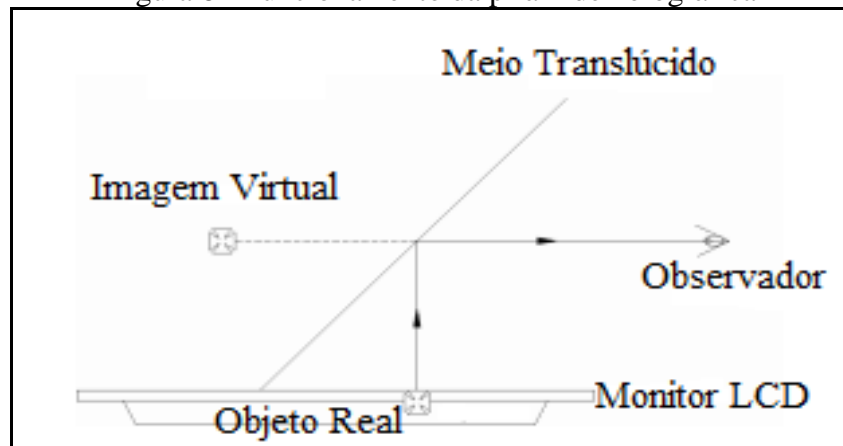 Meio Translúcido
Imagem Virtual
Observador
Monitor LCD
Objeto Real